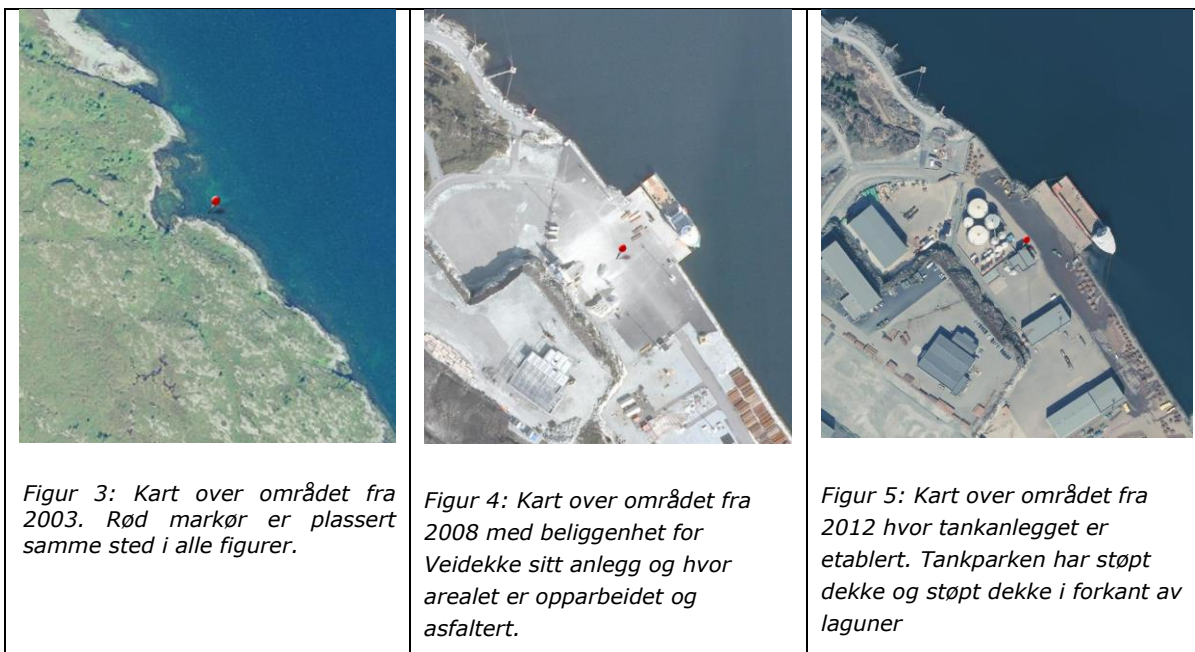 Figur 3: Kart over området fra
2003. Rød markør er plassert
samme sted i alle figurer.
Figur 4: Kart over området fra
2008 med beliggenhet for
Veidekke sitt anlegg og hvor
arealet er opparbeidet og
asfaltert.
Figur 5: Kart over området fra
2012 hvor tankanlegget er
etablert. Tankparken har støpt
dekke og støpt dekke i forkant av
laguner